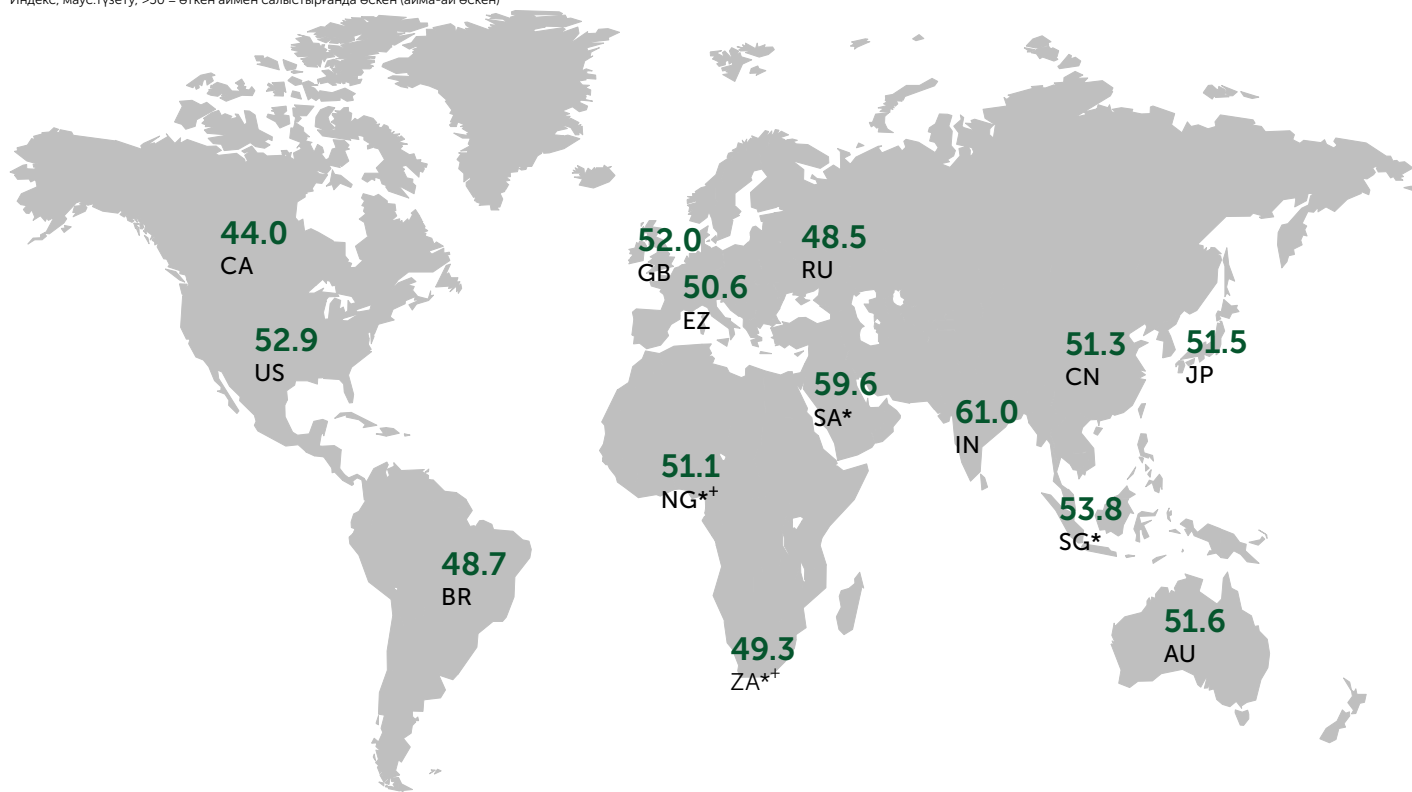 Индекс, маус.түзету, >50 = өткен аймен салыстырғанда өскен (айма-ай өскен)
44.0
CA
52.0
GB
48.5
RU
50.6
EZ
52.9
US
51.3
CN
51.5
JP
59.6
SA*
61.0
IN
51.1
NG*+
53.8
SG*
48.7
BR
51.6
AU
49.3
ZA*+